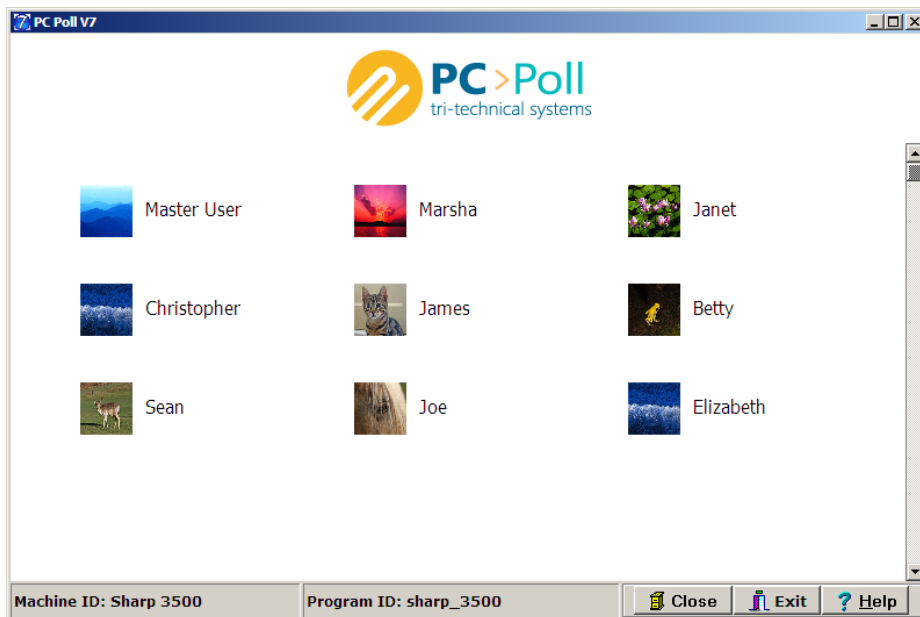 PC Poll V7
PC>Poll
tri-technical systems
Master User
Marsha
Janet
Christopher
James
Betty
Sean
Joe
Elizabeth
Machine ID: Sharp 3500
Program ID: sharp_3500
Close
Exit
? Help